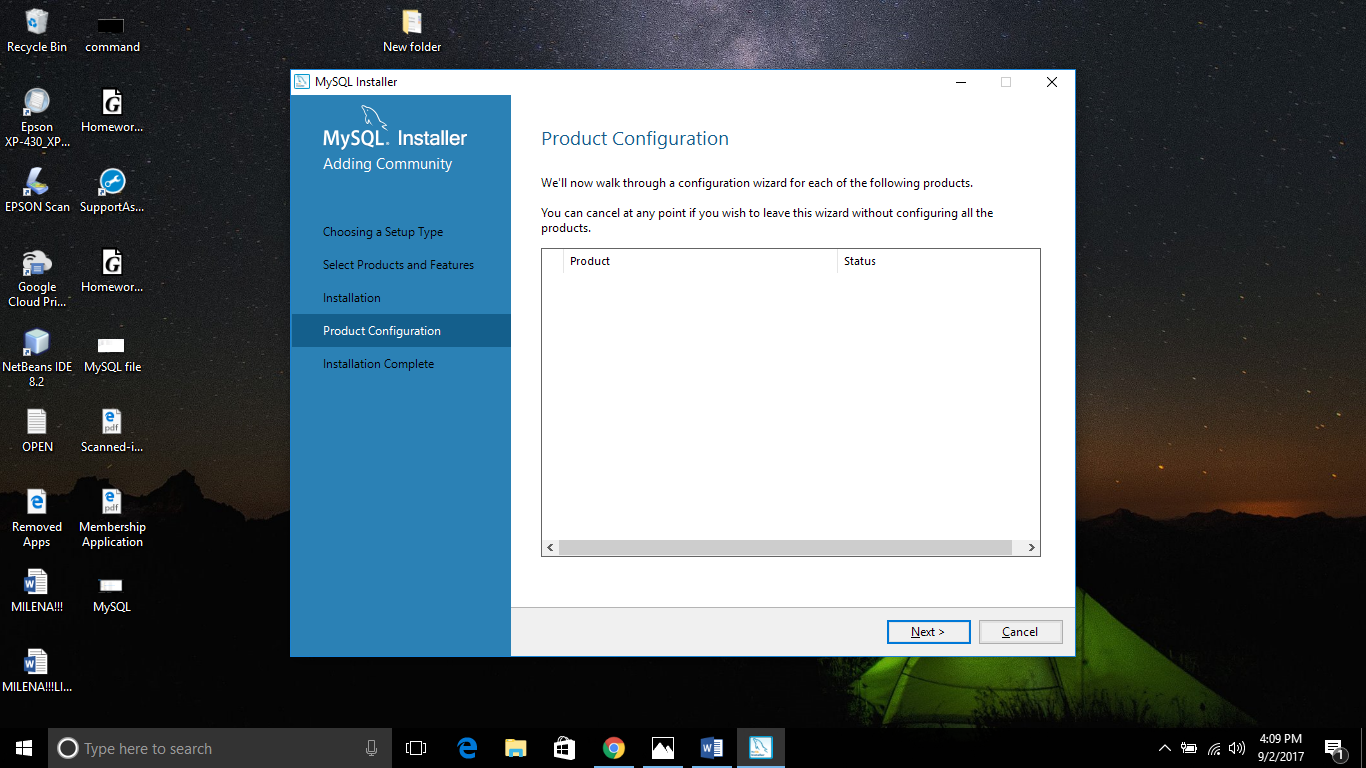 Recycle Bin
command
New folder
Epson
XP-430_XP...
Homewor...
EPSON Scan
SupportAs...
Google
Cloud Pri...
Homewor...
NetBeans IDE
8.2
MySQL file
OPEN
Scanned-i...
Removed
Apps
Membership
Application
MILENA!!!
MySQL
MILENA!!!LI...
MySQL Installer
MySQL. Installer
Adding Community
Choosing a Setup Type
Select Products and Features
Installation
Product Configuration
Installation Complete
Product Configuration
We'll now walk through a configuration wizard for each of the following products.
You can cancel at any point if you wish to leave this wizard without configuring all the
products.
Product
Status
Next >
Cancel
Type here to search
4:09 PM
9/2/2017
1